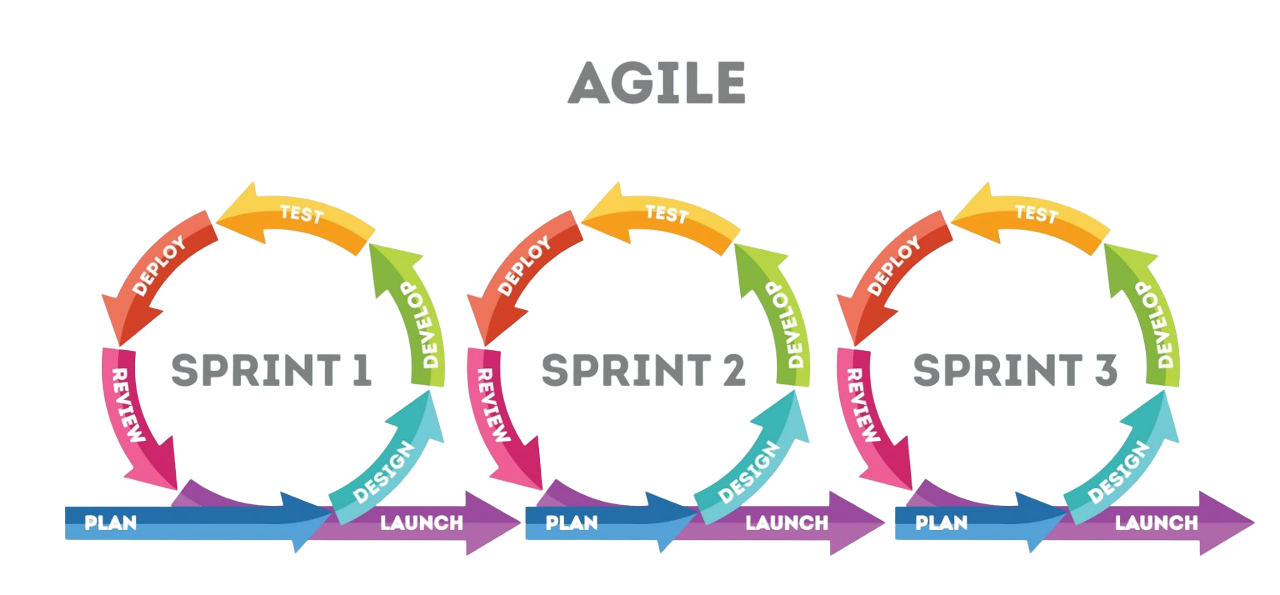 AGILE
TEST
DEPLOY
DEVELOP
SPRINT 1
REVIEW
DESIGN
PLAN
LAUNCH
TEST
DEPLOY
DEVELOP
SPRINT 2
REVIEW
DESIGN
PLAN
LAUNCH
TEST
DEPLOY
DEVELOP
SPRINT 3
REVIEW
DESIGN
PLAN
LAUNCH